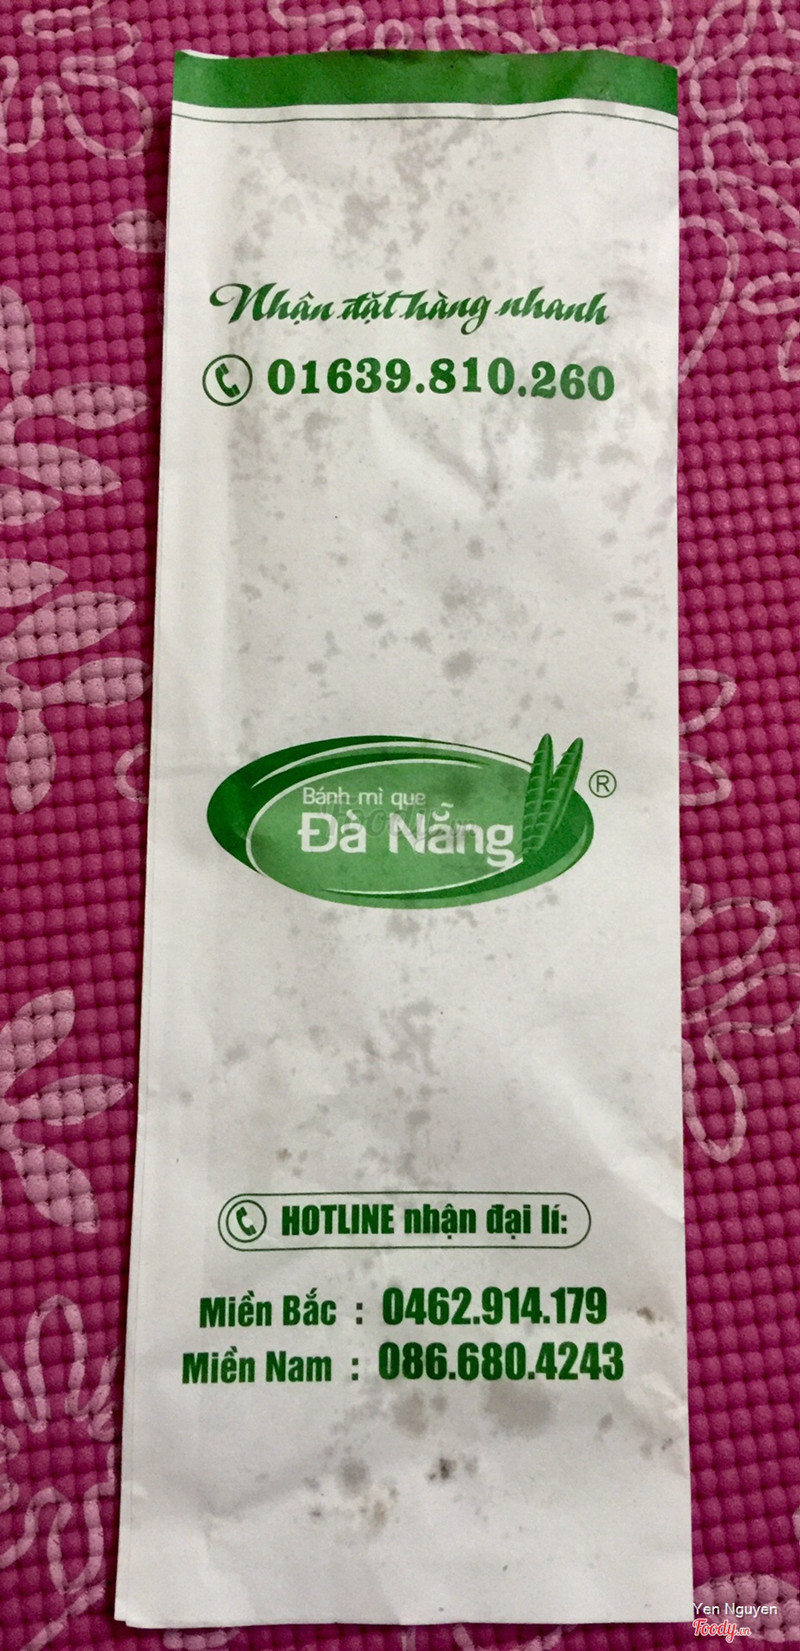 Nhận đặt hàng nhanh
01639.810.260
Bánh mì que
Đà Nẵng
®
HOTLINE nhận đại lí:
Miền Bắc : 0462.914.179
Miền Nam : 086.680.4243
Yen Nguyen
Foody.vn